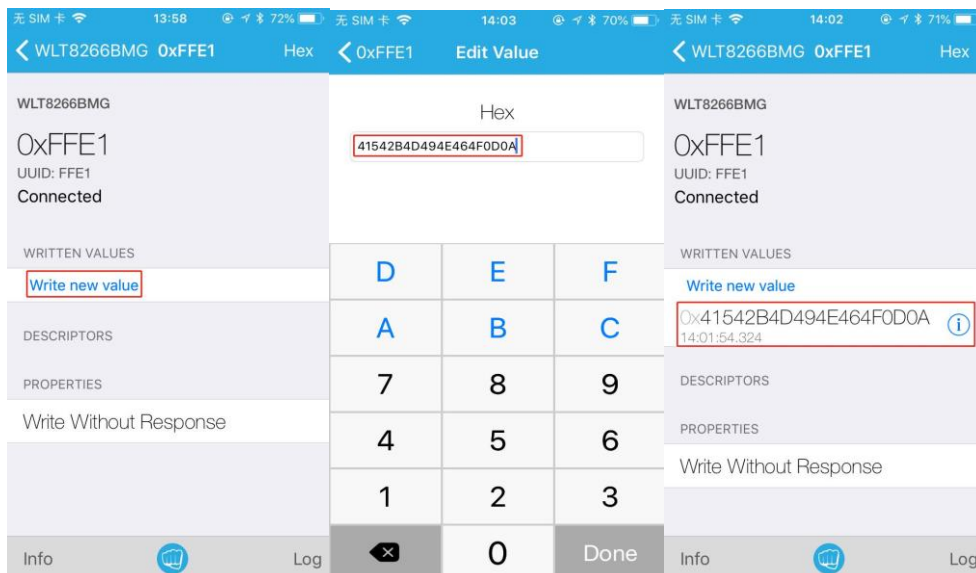 无 SIM 卡 13:58 72%
WLT8266BMG 0xFFE1 Hex
WLT8266BMG
0xFFE1
UUID: FFE1
Connected
WRITTEN VALUES
Write new value
DESCRIPTORS
PROPERTIES
Write Without Response
Info Log
无 SIM 卡 14:03 70%
0xFFE1 Edit Value
Hex
41542B4D494E464F0D0A
D E F
A B C
7 8 9
4 5 6
1 2 3
0 Done
无 SIM 卡 14:02 71%
WLT8266BMG 0xFFE1 Hex
WLT8266BMG
0xFFE1
UUID: FFE1
Connected
WRITTEN VALUES
Write new value
0x41542B4D494E464F0D0A
14:01:54.324
DESCRIPTORS
PROPERTIES
Write Without Response
Info Log